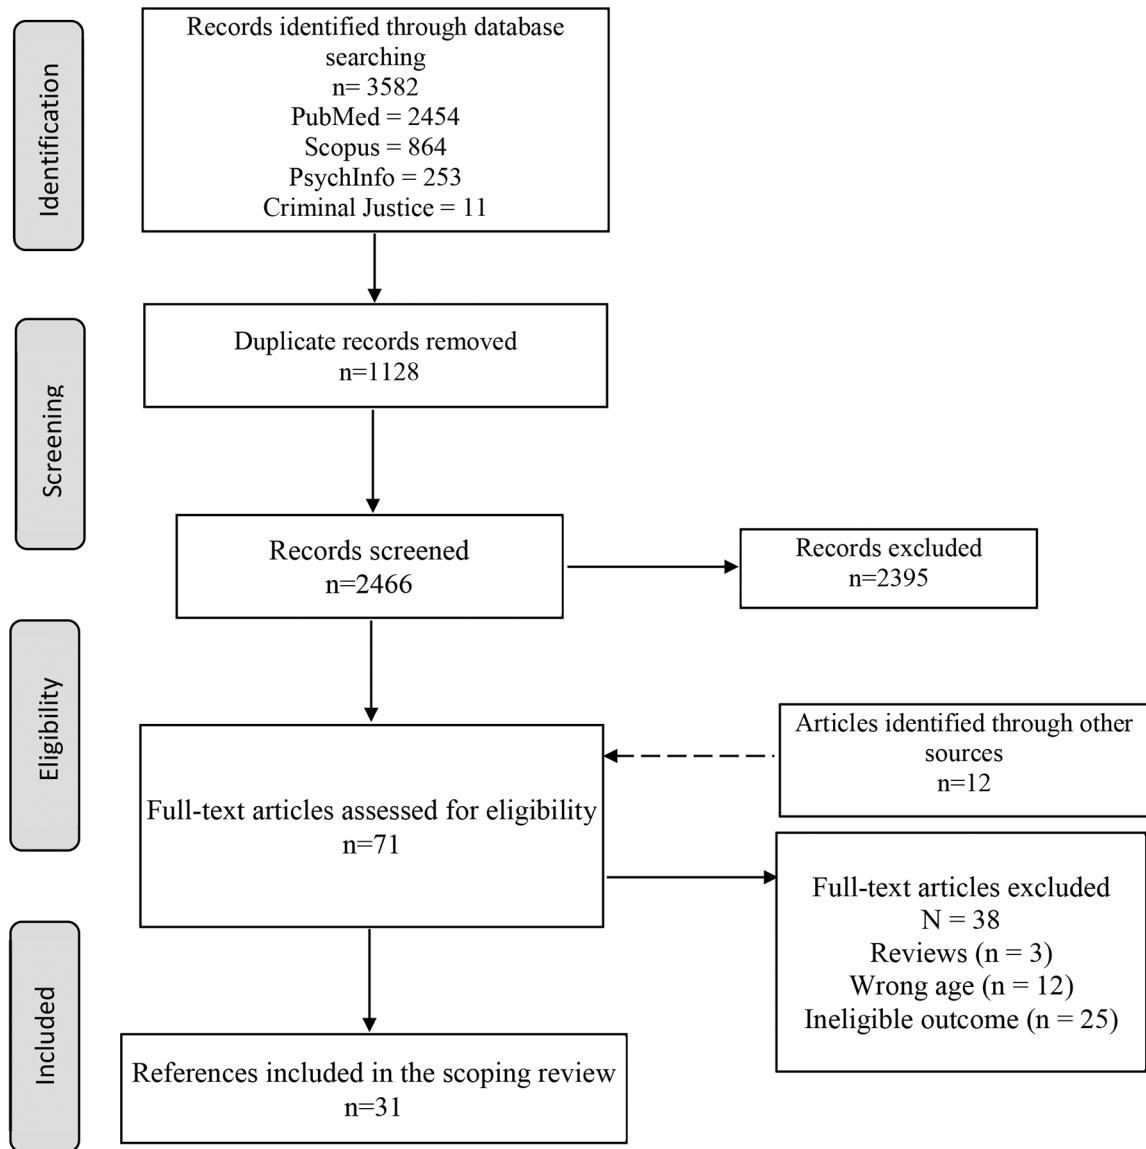 Identification
Records identified through database
searching
n= 3582
PubMed = 2454
Scopus = 864
PsychInfo = 253
Criminal Justice = 11
Screening
Duplicate records removed
n=1128
Records screened
n=2466
Records excluded
n=2395
Eligibility
Articles identified through other
sources
n=12
Full-text articles assessed for eligibility
n=71
Full-text articles excluded
N = 38
Reviews (n = 3)
Wrong age (n = 12)
Ineligible outcome (n = 25)
Included
References included in the scoping review
n=31